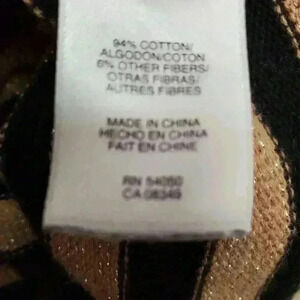 94% COTTON/
ALGODON/COTON
6% OTHER FIBERS/
OTRAS FIBRAS/
AUTRES FIBRES
MADE IN CHINA
HECHO EN CHINA
FAIT EN CHINE
RN 54050
CA 08349